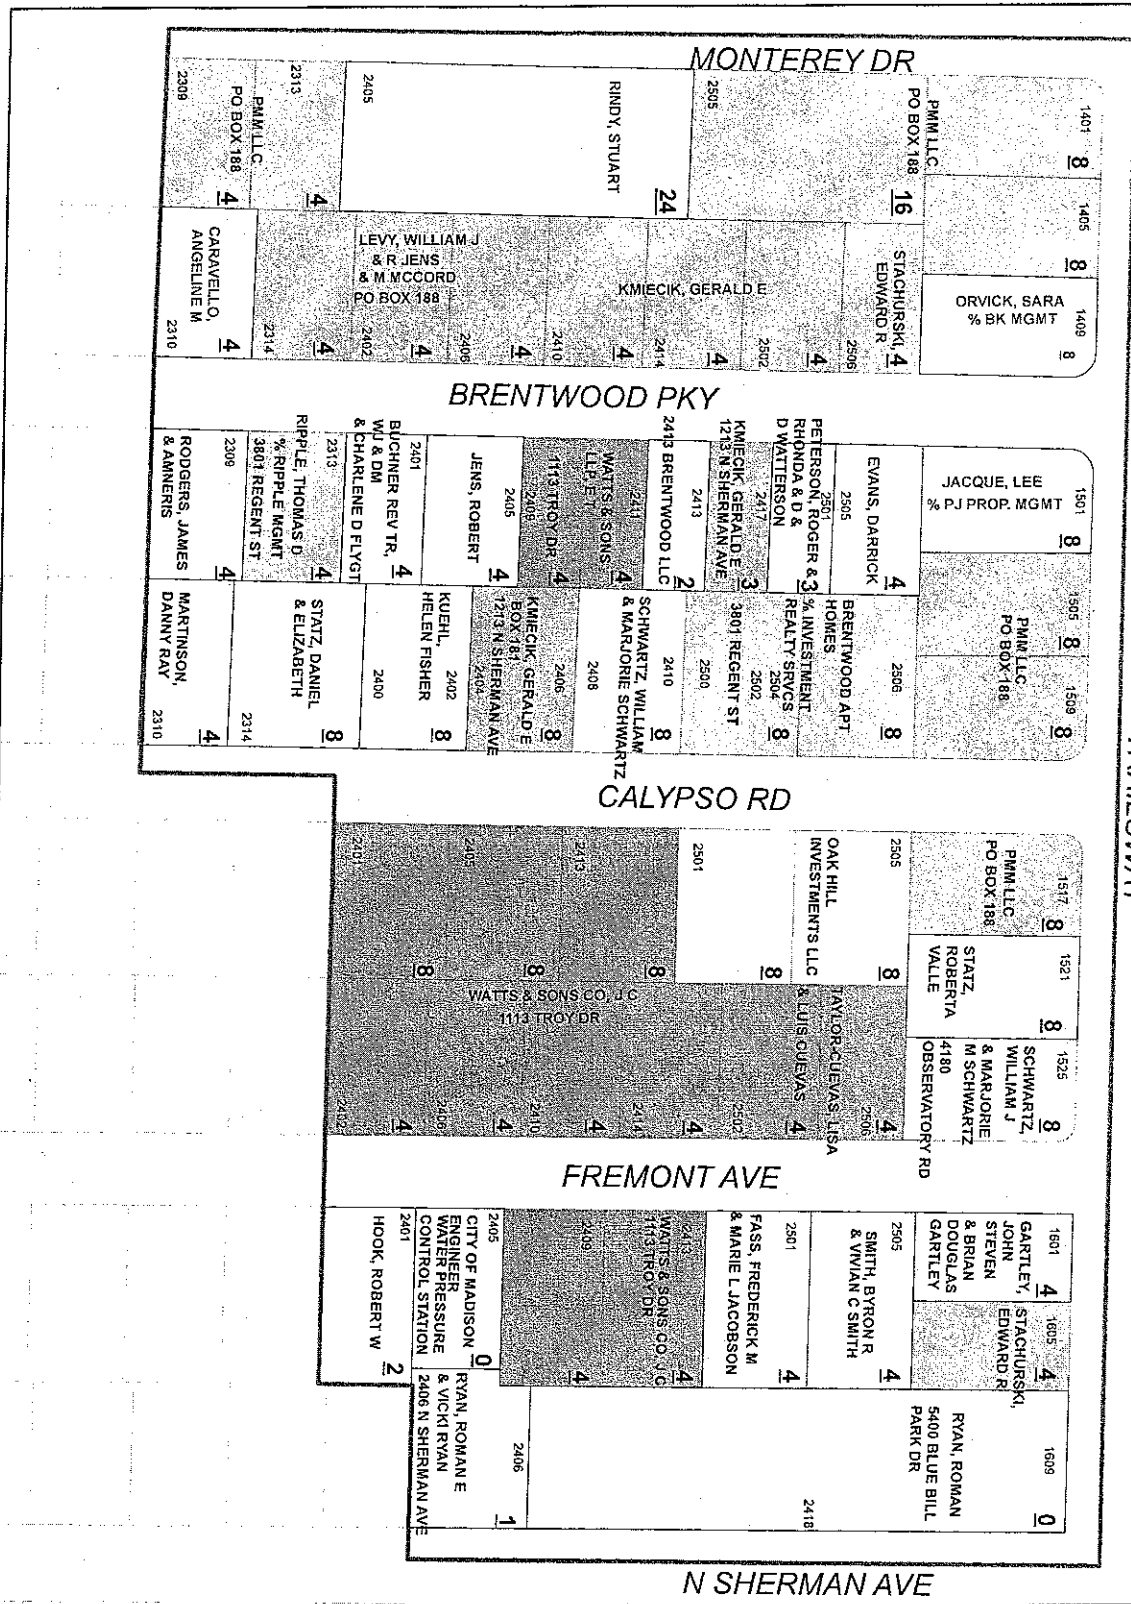 MONTEREY DR
2309
PMM LLC
PO BOX 188
4
2313
4
2405
RINDY, STUART
24
2505
PMM LLC
PO BOX 188
16
1401
8
1405
8
ORVICK, SARA
% BK MGMT
1409
8
CARAVELLO,
ANGELINE M
2310
4
LEVY, WILLIAM J
& R JENS
& M MCCORD
PO BOX 188
2314
4
2402
4
2406
4
2410
4
KMIECIK, GERALD E
2414
4
2502
4
STACHURSKI,
EDWARD R
2506
4
BRENTWOOD PKY
RODGERS, JAMES
& AMNERIS
2309
4
2313
RIPPLE, THOMAS D
% RIPPLE MGMT
3801 REGENT ST
4
2401
BUCHNER REV TR,
WJ & DM
& CHARLENE D FLYGT
4
JENS, ROBERT
2405
4
2409
1113 TROY DR
4
2411
WATTS & SONS
LLP, ET
4
2413
2413 BRENTWOOD LLC
2
2417
KMIECIK, GERALD E
1213 N SHERMAN AVE
3
2501
PETERSON, ROGER &
RHONDA & D &
D WATTERSON
3
2505
EVANS, DARRICK
4
JACQUE, LEE
% PJ PROP. MGMT
1501
8
1505
8
PMM LLC
PO BOX 188
1509
8
MARTINSON,
DANNY RAY
2310
4
STATZ, DANIEL
& ELIZABETH
2314
8
2400
KUEHL,
HELEN FISHER
2402
8
2404
KMIECIK, GERALD E
BOX 181
1213 N SHERMAN AVE
2406
8
2408
SCHWARTZ, WILLIAM
& MARJORIE SCHWARTZ
2410
8
2500
3801 REGENT ST
2502
2504
8
BRENTWOOD APT
HOMES
% INVESTMENT
REALTY SRVCS
2506
8
CALYPSO RD
2401
8
2405
8
2413
8
WATTS & SONS CO, J C
1113 TROY DR
2501
8
OAK HILL
INVESTMENTS LLC
2505
8
1517
PMM LLC
PO BOX 188
8
1521
STATZ,
ROBERTA
VALLE
8
1525
SCHWARTZ,
WILLIAM J
& MARJORIE
M SCHWARTZ
4180
OBSERVATORY RD
8
2402
4
2406
4
2410
4
2414
4
2502
4
TAYLOR-CUEVAS, LISA
& LUIS CUEVAS
2506
4
FREMONT AVE
2401
HOOK, ROBERT W
2
2405
CITY OF MADISON
ENGINEER
WATER PRESSURE
CONTROL STATION
0
2409
4
2413
WATTS & SONS CO, J C
1113 TROY DR
4
2501
FASS, FREDERICK M
& MARIE L JACOBSON
4
2505
SMITH, BYRON R
& VIVIAN C SMITH
4
1601
GARTLEY,
JOHN
STEVEN
& BRIAN
DOUGLAS
GARTLEY
4
1605
STACHURSKI,
EDWARD R
4
RYAN, ROMAN E
& VICKI RYAN
2406 N SHERMAN AVE
2406
1
2418
1609
RYAN, ROMAN
5400 BLUE BILL
PARK DR
0
N SHERMAN AVE